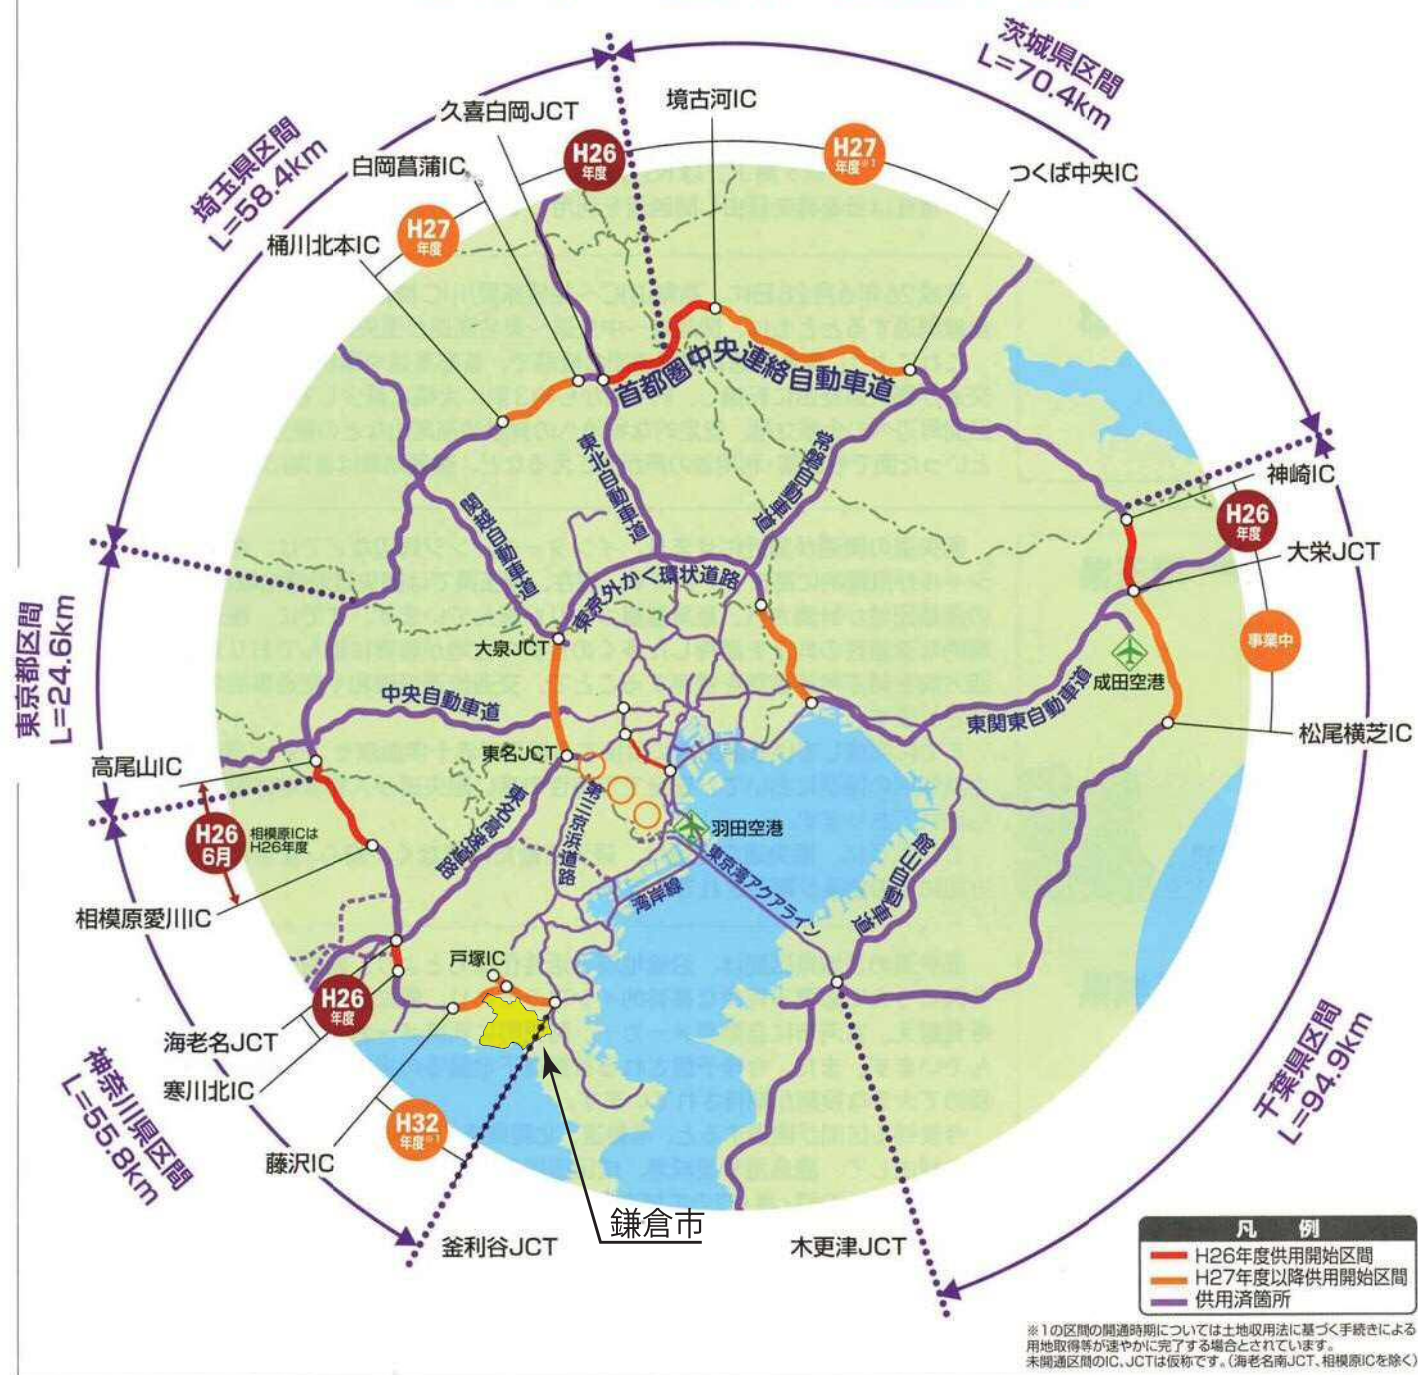 茨城県区間
L=70.4km
久喜白岡JCT
境古河IC
H26
年度
H27
年度※1
埼玉県区間
L=58.4km
白岡菖蒲IC
つくば中央IC
H27
年度
桶川北本IC
首都圏中央連絡自動車道
東北自動車道
常磐自動車道
関越自動車道
神崎IC
H26
年度
大栄JCT
東京外かく環状道路
東京都区間
L=24.6km
大泉JCT
事業中
成田空港
中央自動車道
東関東自動車道
松尾横芝IC
東名JCT
高尾山IC
H26
6月
相模原ICは
H26年度
第三京浜道路
東名高速道路
羽田空港
東京湾アクアライン
館山自動車道
湾岸線
相模原愛川IC
戸塚IC
H26
年度
海老名JCT
寒川北IC
神奈川県区間
L=55.8km
千葉県区間
L=94.9km
H32
年度※1
藤沢IC
鎌倉市
釜利谷JCT
木更津JCT
凡 例
H26年度供用開始区間
H27年度以降供用開始区間
供用済箇所
※1の区間の開通時期については土地収用法に基づく手続きによる
用地取得等が速やかに完了する場合とされています。
未開通区間のIC、JCTは仮称です。(海老名南JCT、相模原ICを除く)